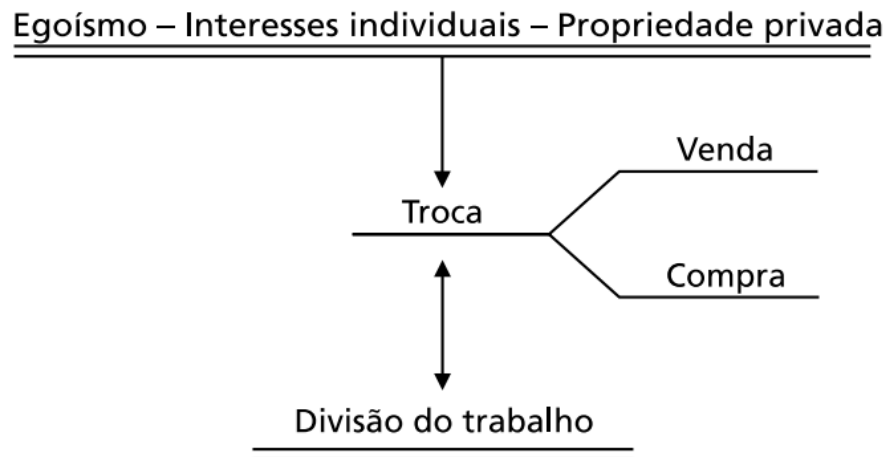 Egoísmo – Interesses individuais – Propriedade privada
Venda
Troca
Compra
Divisão do trabalho